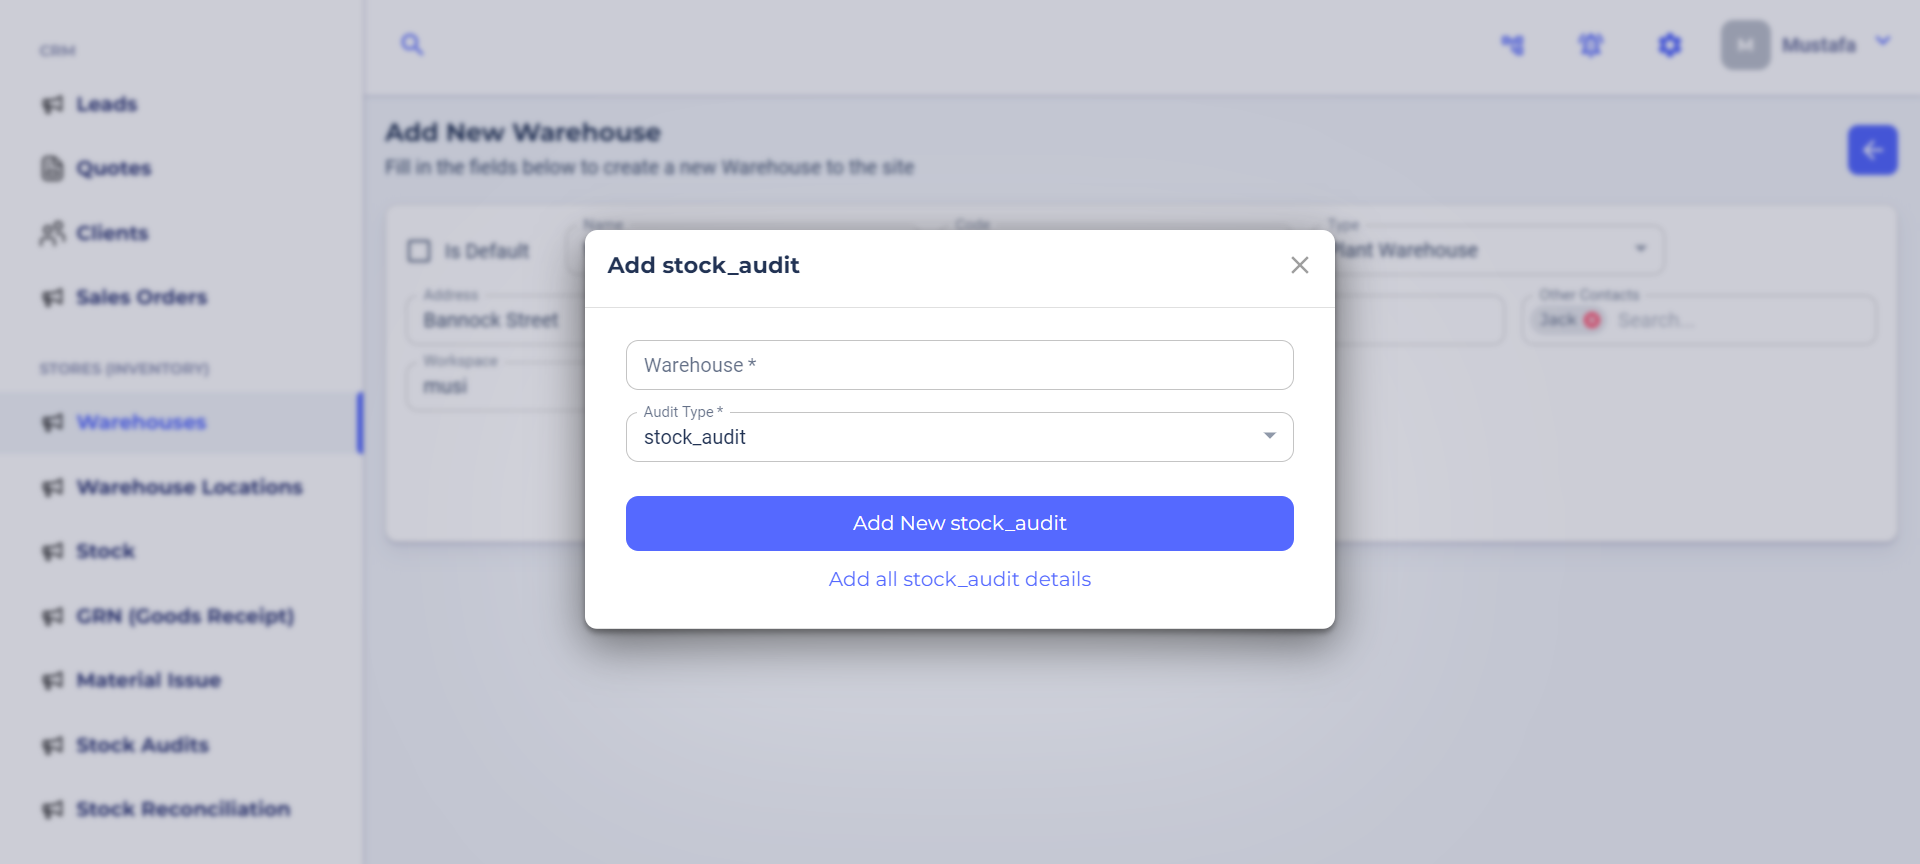 CRM
Leads
Quotes
Clients
Sales Orders
STORES (INVENTORY)
Warehouses
Warehouse Locations
Stock
GRN (Goods Receipt)
Material Issue
Stock Audits
Stock Reconciliation
M
Mustafa
Add New Warehouse
Fill in the fields below to create a new Warehouse to the site
Is Default
Name
Code
Type
Plant Warehouse
Address
Bannock Street
Other Contacts
Jack
Search...
Workspace
musi
Add stock_audit
Warehouse *
Audit Type *
stock_audit
Add New stock_audit
Add all stock_audit details